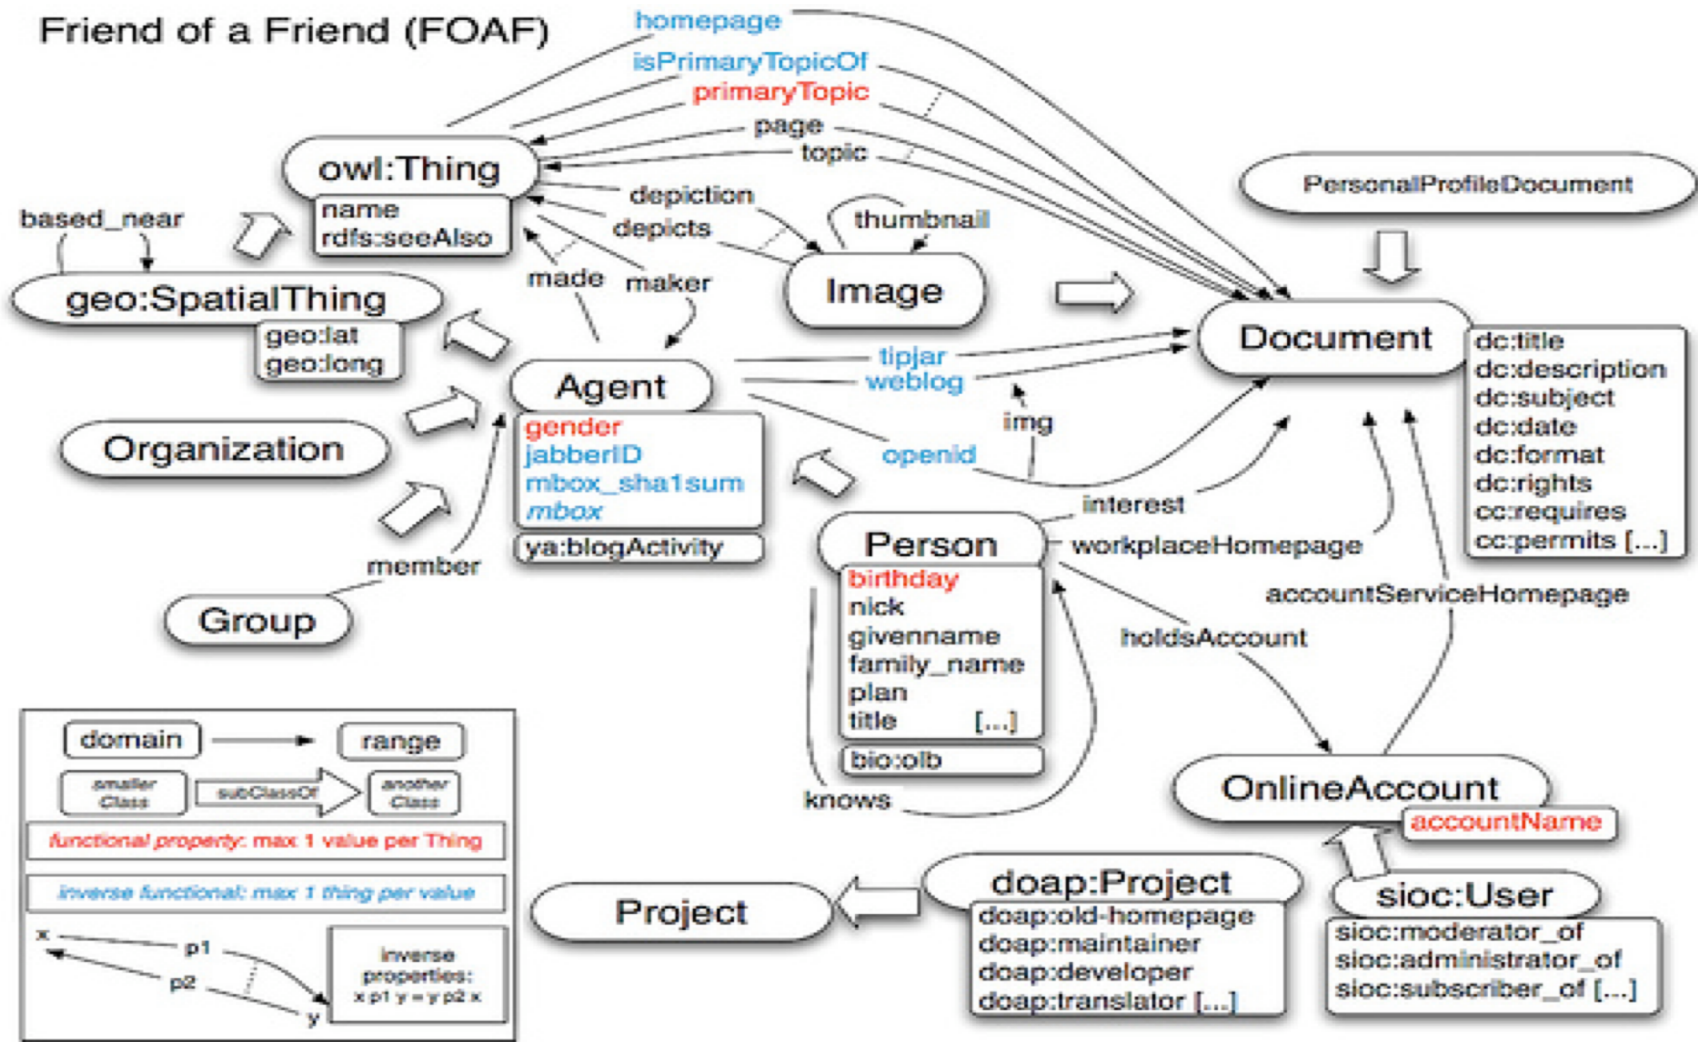 Friend of a Friend (FOAF)
homepage
isPrimaryTopicOf
primaryTopic
page
topic
owl:Thing
name
rdfs:seeAlso
depiction
depicts
thumbnail
PersonalProfileDocument
based_near
made
maker
Image
geo:SpatialThing
geo:lat
geo:long
Document
dc:title
dc:description
dc:subject
dc:date
dc:format
dc:rights
cc:requires
cc:permits [...]
tipjar
weblog
img
openid
Agent
gender
jabberID
mbox_sha1sum
mbox
ya:blogActivity
Organization
member
Group
interest
workplaceHomepage
accountServiceHomepage
holdsAccount
Person
birthday
nick
givenname
family_name
plan
title [...]
bio:olb
knows
OnlineAccount
accountName
domain
range
smaller
Class
subClassOf
another
Class
functional property: max 1 value per Thing
inverse functional: max 1 thing per value
x
p1
p2
y
inverse
properties:
x p1 y = y p2 x
Project
doap:Project
doap:old-homepage
doap:maintainer
doap:developer
doap:translator [...]
sioc:User
sioc:moderator_of
sioc:administrator_of
sioc:subscriber_of [...]